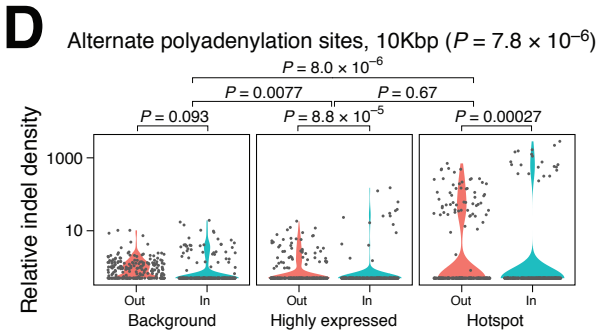 D
Alternate polyadenylation sites, 10Kbp (P = 7.8 × 10⁻⁶)
P = 8.0 × 10⁻⁶
P = 0.0077 P = 0.67
P = 0.093 P = 8.8 × 10⁻⁵ P = 0.00027
Relative indel density
1000
10
Out In Out In Out In
Background Highly expressed Hotspot